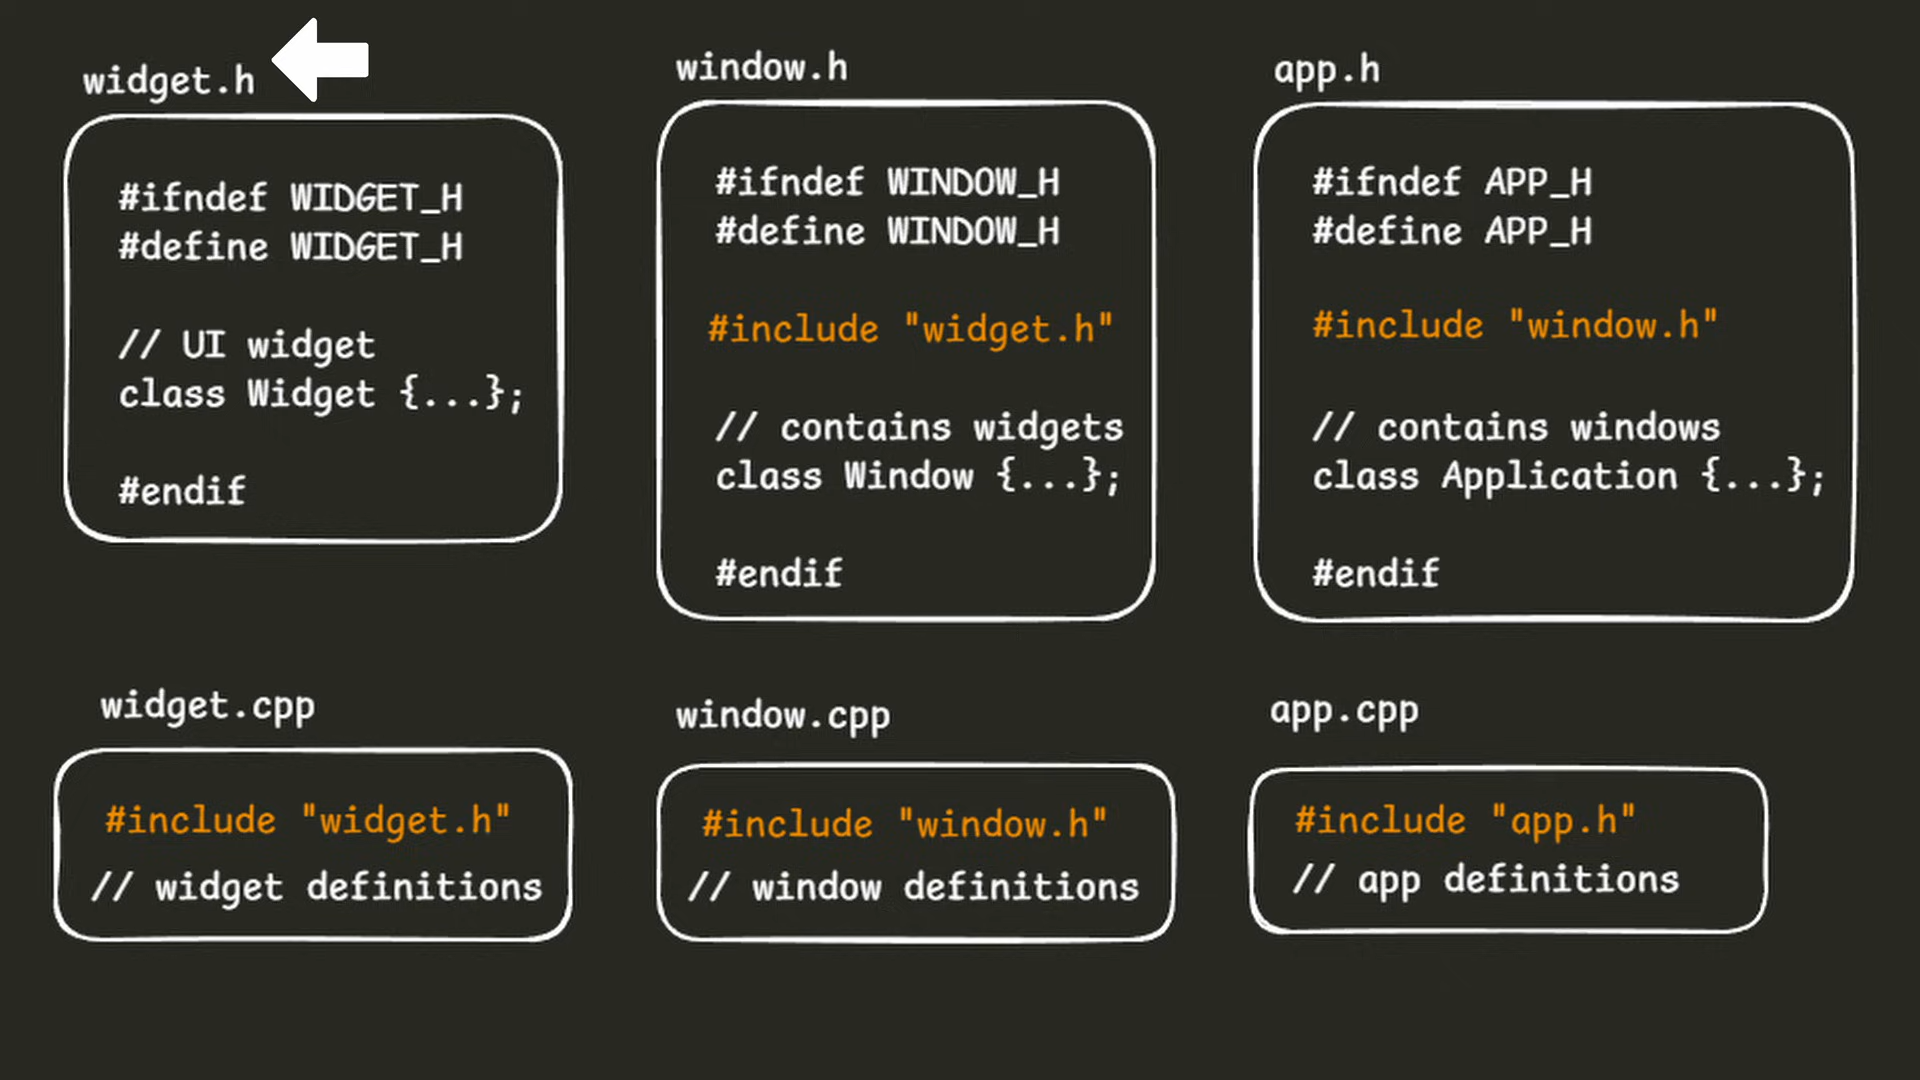 widget.h
#ifndef WIDGET_H
#define WIDGET_H
// UI widget
class Widget {...};
#endif
window.h
#ifndef WINDOW_H
#define WINDOW_H
#include "widget.h"
// contains widgets
class Window {...};
#endif
app.h
#ifndef APP_H
#define APP_H
#include "window.h"
// contains windows
class Application {...};
#endif
widget.cpp
#include "widget.h"
// widget definitions
window.cpp
#include "window.h"
// window definitions
app.cpp
#include "app.h"
// app definitions